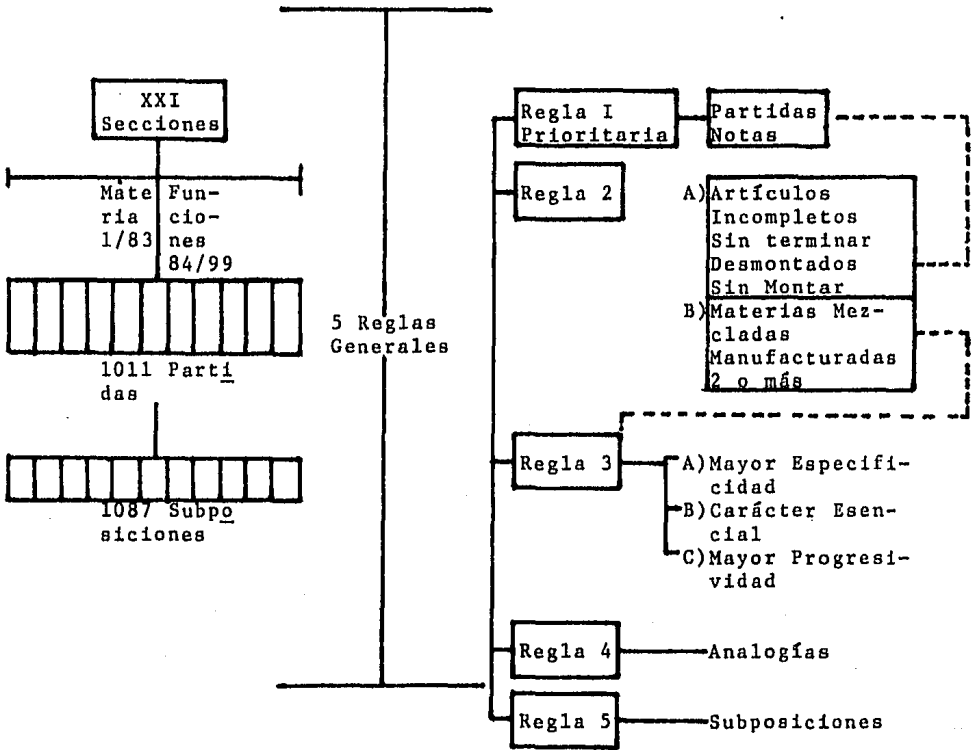 XXI
Secciones
Mate
ria
1/83
Fun-
cio-
nes
84/99
1011 Parti
das
1087 Subpo
siciones
5 Reglas
Generales
Regla I
Prioritaria
Partidas
Notas
Regla 2
A) Artículos
Incompletos
Sin terminar
Desmontados
Sin Montar
B) Materias Mez-
cladas
Manufacturadas
2 o más
Regla 3
A) Mayor Especifi-
cidad
B) Carácter Esen-
cial
C) Mayor Progresi-
vidad
Regla 4
Analogías
Regla 5
Subposiciones